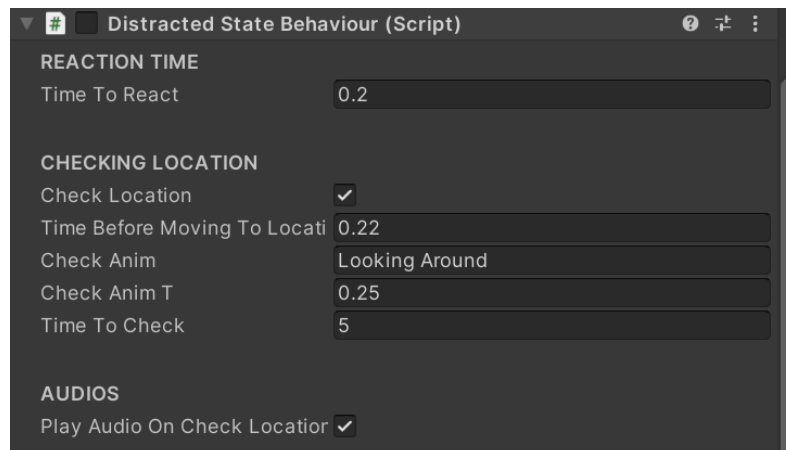 # Distracted State Behaviour (Script)
REACTION TIME
Time To React 0.2
CHECKING LOCATION
Check Location
Time Before Moving To Locati 0.22
Check Anim Looking Around
Check Anim T 0.25
Time To Check 5
AUDIOS
Play Audio On Check Location